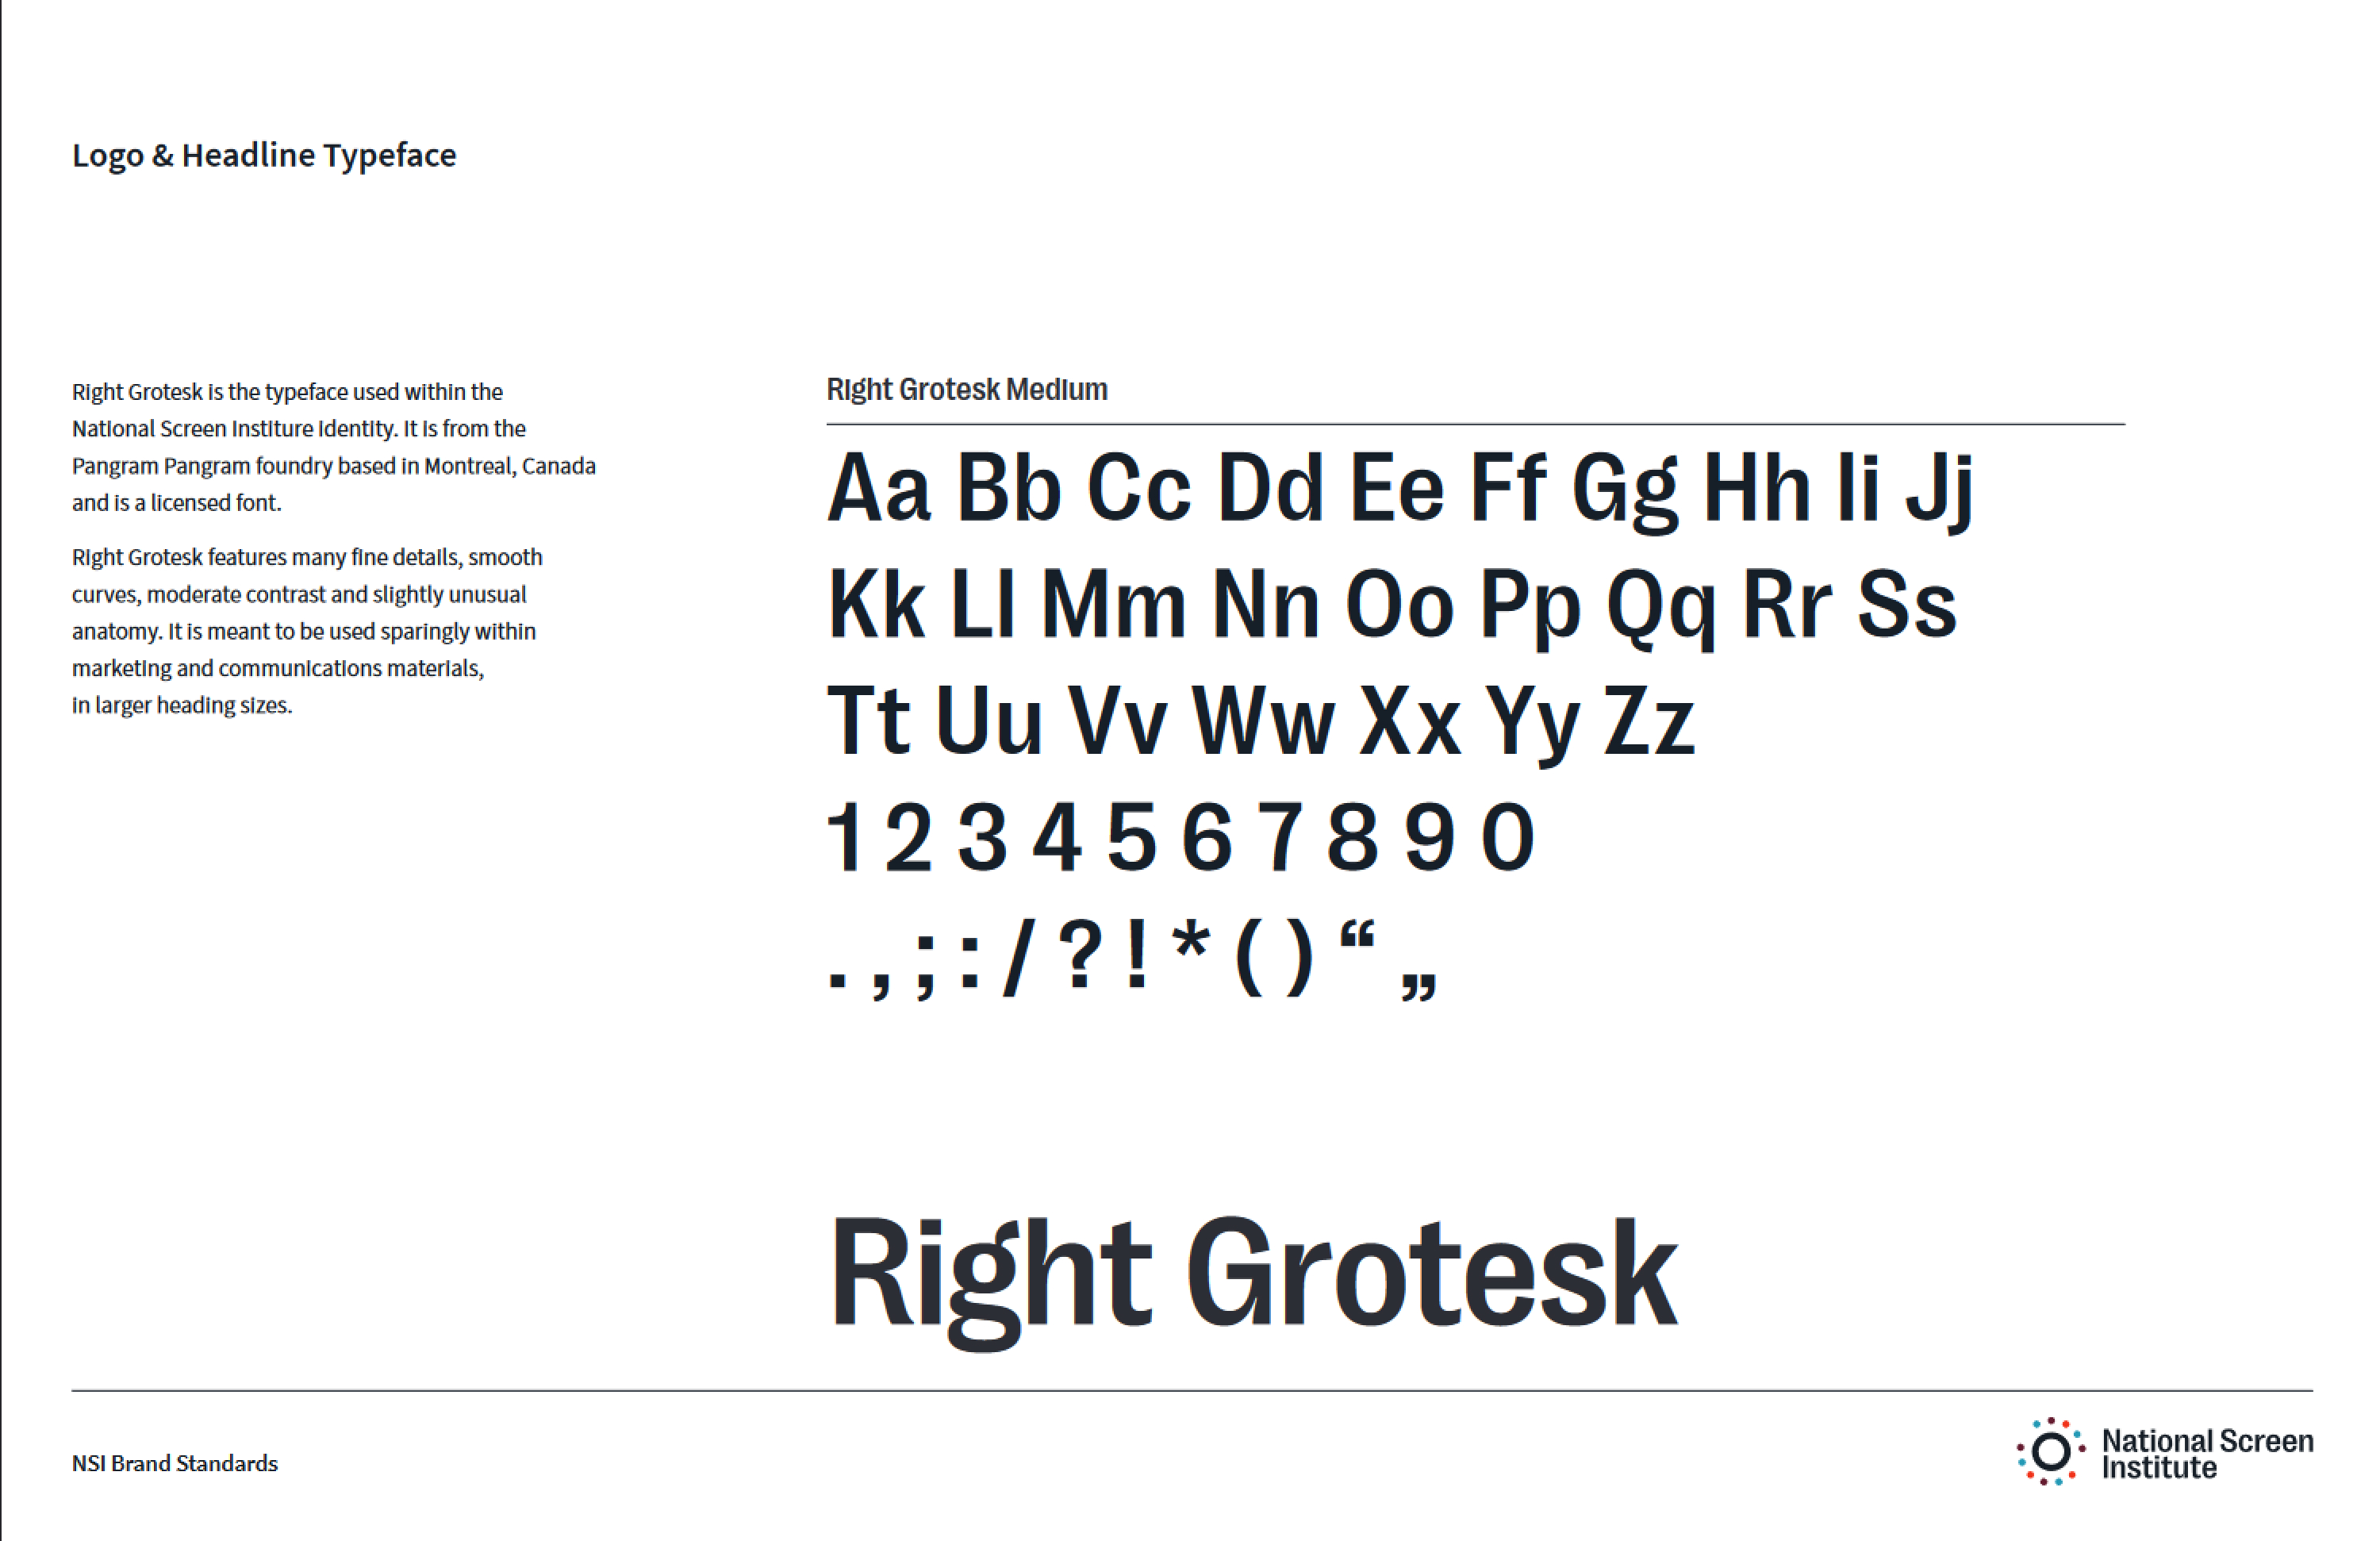 Logo & Headline Typeface
Right Grotesk is the typeface used within the
National Screen Institure identity. It is from the
Pangram Pangram foundry based in Montreal, Canada
and is a licensed font.
Right Grotesk features many fine details, smooth
curves, moderate contrast and slightly unusual
anatomy. It is meant to be used sparingly within
marketing and communications materials,
in larger heading sizes.
Right Grotesk Medium
Aa Bb Cc Dd Ee Ff Gg Hh Ii Jj
Kk Ll Mm Nn Oo Pp Qq Rr Ss
Tt Uu Vv Ww Xx Yy Zz
1 2 3 4 5 6 7 8 9 0
. , ; : / ? ! * ( ) “ „
Right Grotesk
NSI Brand Standards
National Screen
Institute